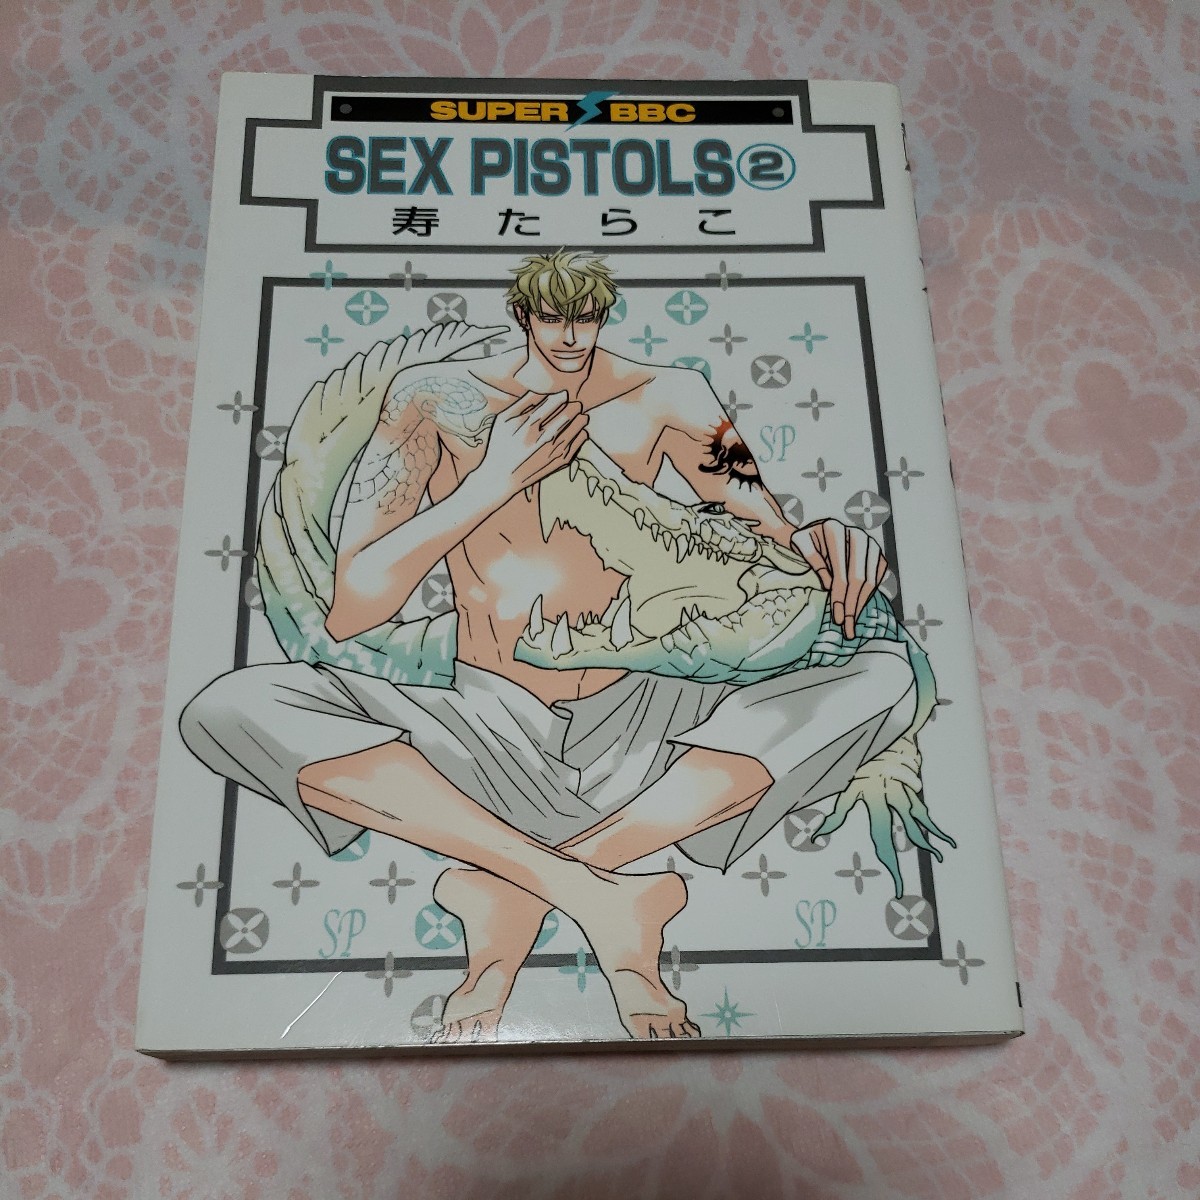 SUPER BBC
SEX PISTOLS②
寿たらこ
SP
SP
SP